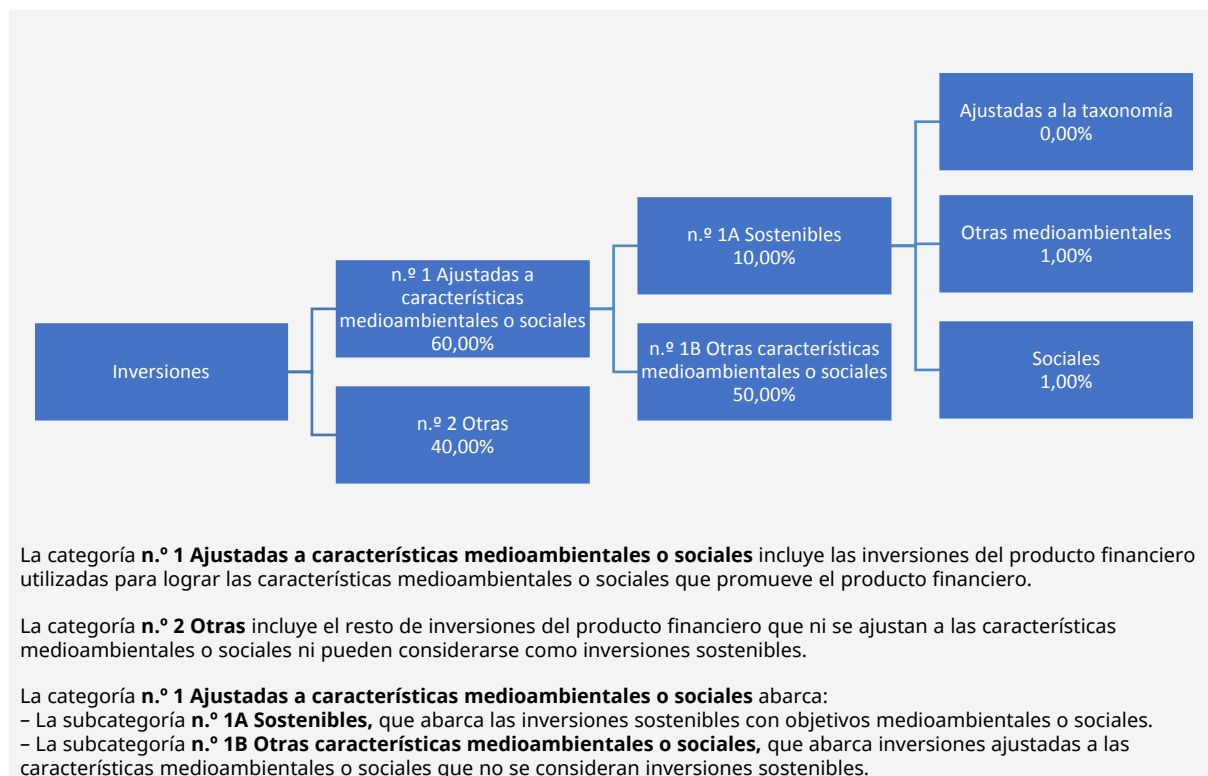 Inversiones
n.º 1 Ajustadas a
características
medioambientales o sociales
60,00%
n.º 2 Otras
40,00%
n.º 1A Sostenibles
10,00%
n.º 1B Otras características
medioambientales o sociales
50,00%
Ajustadas a la taxonomía
0,00%
Otras medioambientales
1,00%
Sociales
1,00%
La categoría n.º 1 Ajustadas a características medioambientales o sociales incluye las inversiones del producto financiero
utilizadas para lograr las características medioambientales o sociales que promueve el producto financiero.
La categoría n.º 2 Otras incluye el resto de inversiones del producto financiero que ni se ajustan a las características
medioambientales o sociales ni pueden considerarse como inversiones sostenibles.
La categoría n.º 1 Ajustadas a características medioambientales o sociales abarca:
– La subcategoría n.º 1A Sostenibles, que abarca las inversiones sostenibles con objetivos medioambientales o sociales.
– La subcategoría n.º 1B Otras características medioambientales o sociales, que abarca inversiones ajustadas a las
características medioambientales o sociales que no se consideran inversiones sostenibles.